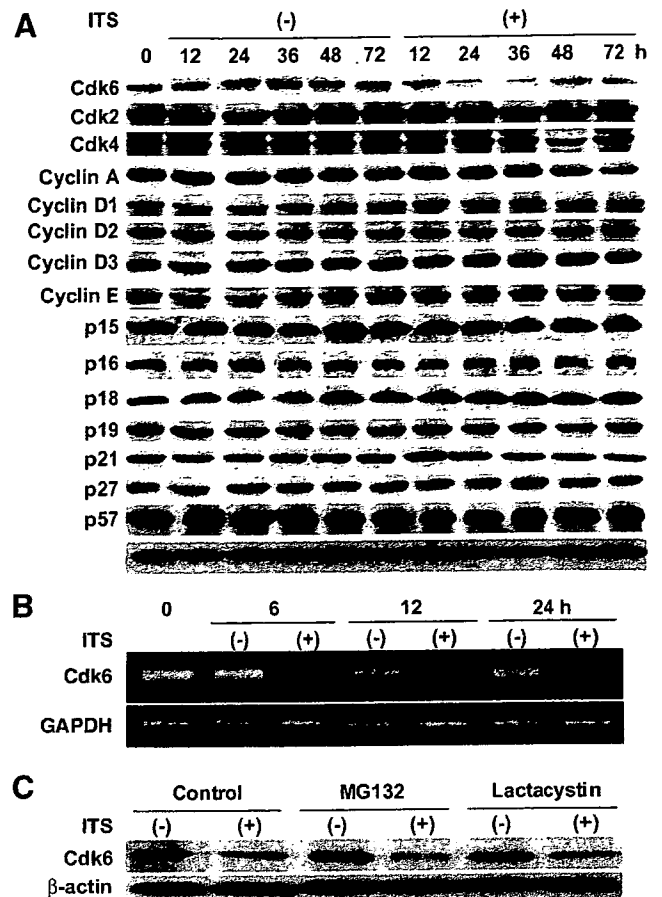 A
ITS (-) (+)
0 12 24 36 48 72 12 24 36 48 72 h
Cdk6
Cdk2
Cdk4
Cyclin A
Cyclin D1
Cyclin D2
Cyclin D3
Cyclin E
p15
p16
p18
p19
p21
p27
p57
B
0 6 12 24 h
ITS (-) (+) (-) (+) (-) (+)
Cdk6
GAPDH
C
Control MG132 Lactacystin
ITS (-) (+) (-) (+) (-) (+)
Cdk6
β-actin